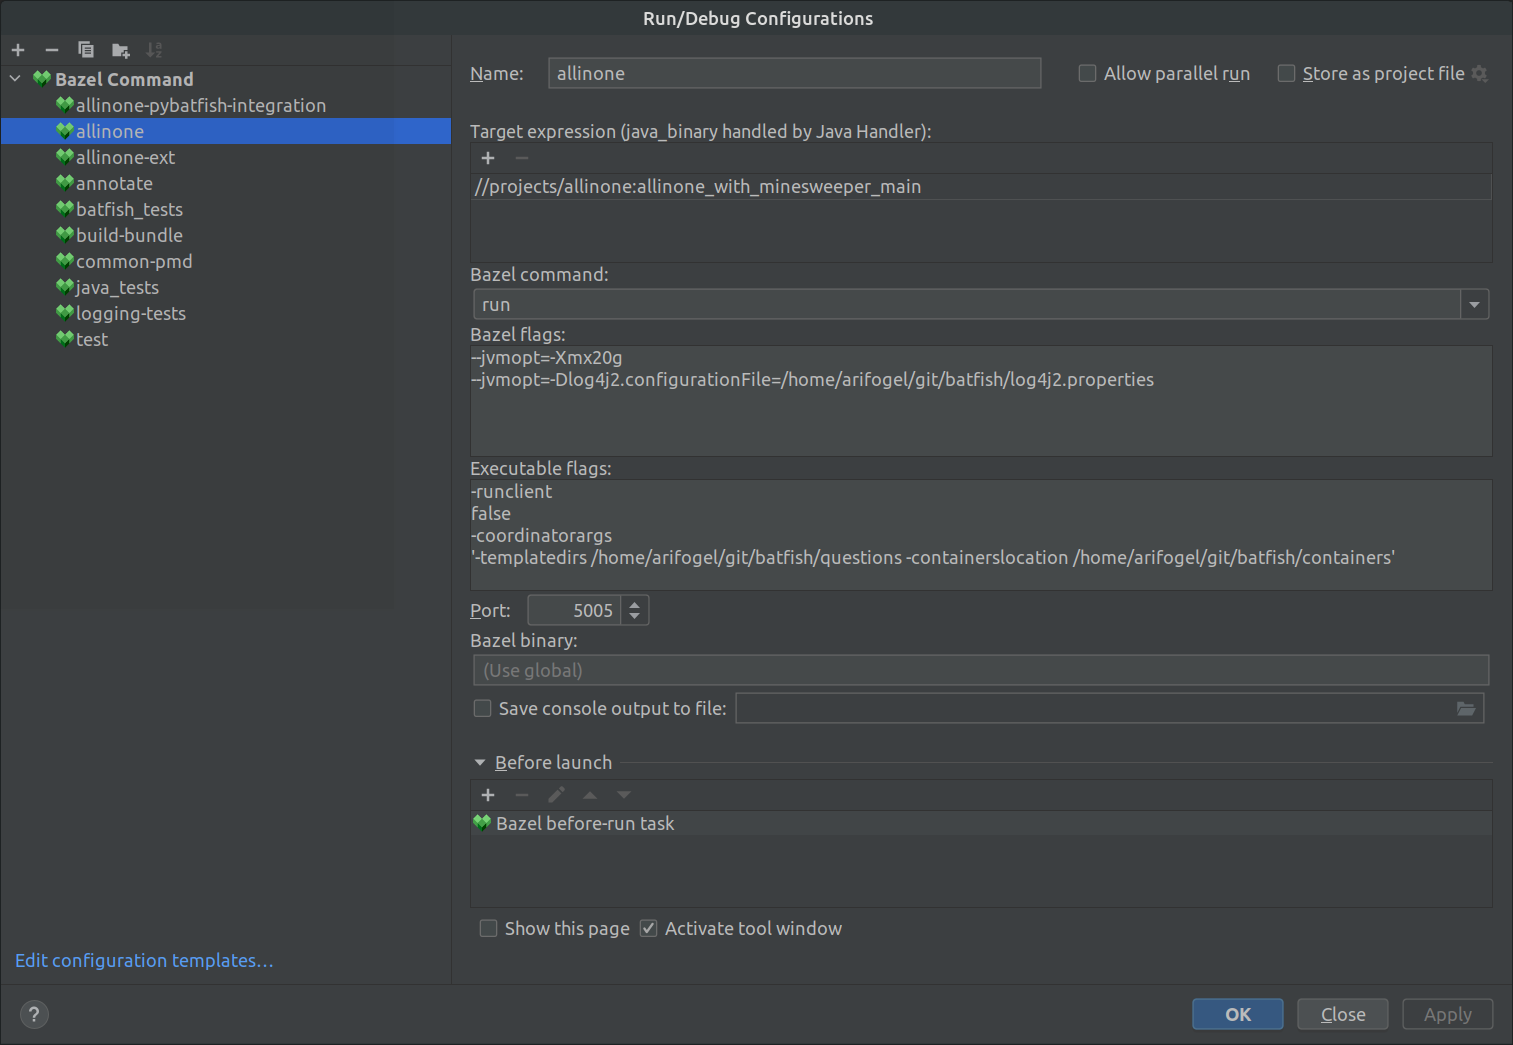 Run/Debug Configurations
Bazel Command
allinone-pybatfish-integration
allinone
allinone-ext
annotate
batfish_tests
build-bundle
common-pmd
java_tests
logging-tests
test
Edit configuration templates...
Name: allinone
Allow parallel run
Store as project file
Target expression (java_binary handled by Java Handler):
//projects/allinone:allinone_with_minesweeper_main
Bazel command:
run
Bazel flags:
--jvmopt=-Xmx20g
--jvmopt=-Dlog4j2.configurationFile=/home/arifogel/git/batfish/log4j2.properties
Executable flags:
-runclient
false
-coordinatorargs
'-templatedirs /home/arifogel/git/batfish/questions -containerslocation /home/arifogel/git/batfish/containers'
Port: 5005
Bazel binary:
(Use global)
Save console output to file:
Before launch
Bazel before-run task
Show this page
Activate tool window
?
OK
Close
Apply